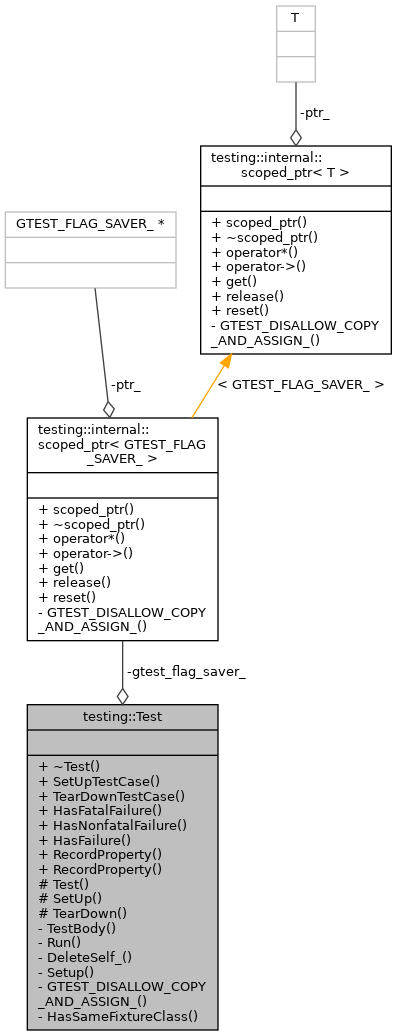 T
-ptr_
testing::internal::
scoped_ptr< T >
+ scoped_ptr()
+ ~scoped_ptr()
+ operator*()
+ operator->()
+ get()
+ release()
+ reset()
- GTEST_DISALLOW_COPY
_AND_ASSIGN_()
GTEST_FLAG_SAVER_ *
-ptr_
< GTEST_FLAG_SAVER_ >
testing::internal::
scoped_ptr< GTEST_FLAG
_SAVER_ >
+ scoped_ptr()
+ ~scoped_ptr()
+ operator*()
+ operator->()
+ get()
+ release()
+ reset()
- GTEST_DISALLOW_COPY
_AND_ASSIGN_()
-gtest_flag_saver_
testing::Test
+ ~Test()
+ SetUpTestCase()
+ TearDownTestCase()
+ HasFatalFailure()
+ HasNonfatalFailure()
+ HasFailure()
+ RecordProperty()
+ RecordProperty()
# Test()
# SetUp()
# TearDown()
- TestBody()
- Run()
- DeleteSelf_()
- Setup()
- GTEST_DISALLOW_COPY
_AND_ASSIGN_()
- HasSameFixtureClass()